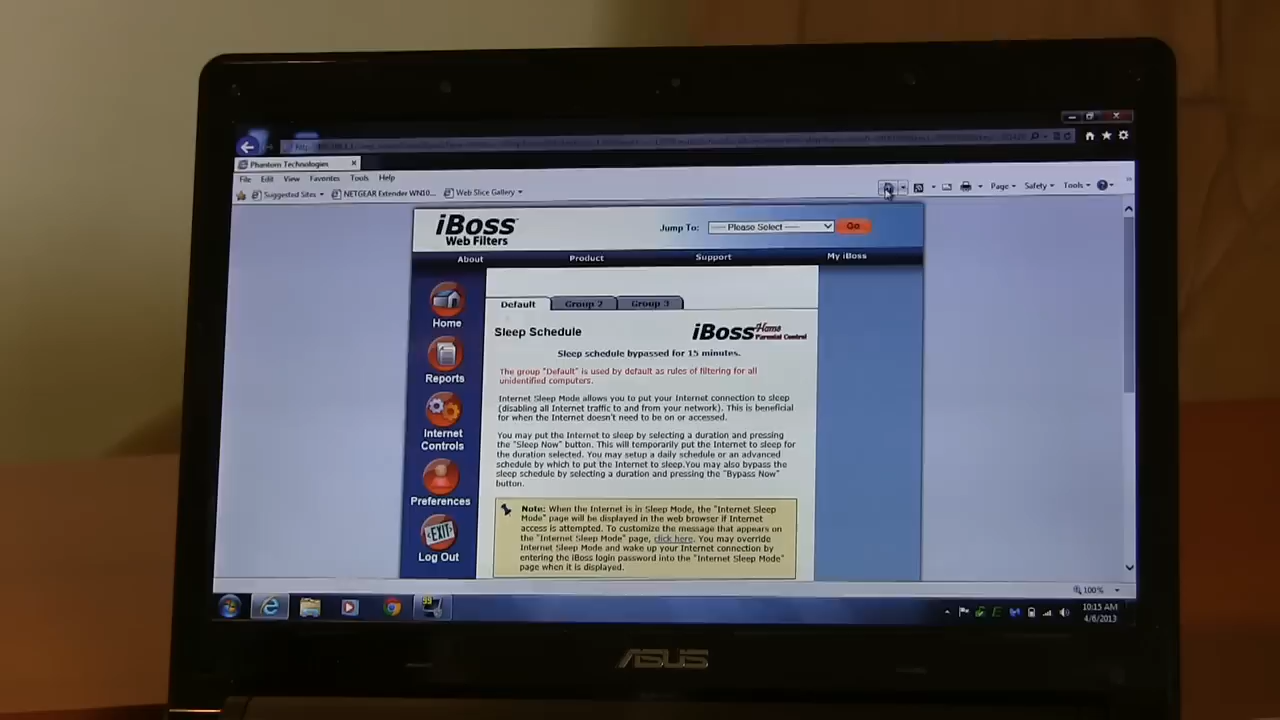 Phantom Technologies
File Edit View Favorites Tools Help
Suggested Sites NETGEAR Extender WN10... Web Slice Gallery
Page Safety Tools
iBoss
Web Filters
Jump To: ---- Please Select ---- Go
About Product Support My iBoss
Default Group 2 Group 3
Sleep Schedule
iBoss Home
Parental Control
Sleep schedule bypassed for 15 minutes.
The group "Default" is used by default as rules of filtering for all
unidentified computers.
Internet Sleep Mode allows you to put your Internet connection to sleep
(disabling all Internet traffic to and from your network). This is beneficial
for when the Internet doesn't need to be on or accessed.
You may put the Internet to sleep by selecting a duration and pressing
the "Sleep Now" button. This will temporarily put the Internet to sleep for
the duration selected. You may setup a daily schedule or an advanced
schedule by which to put the Internet to sleep.You may also bypass the
sleep schedule by selecting a duration and pressing the "Bypass Now"
button.
Note: When the Internet is in Sleep Mode, the "Internet Sleep
Mode" page will be displayed in the web browser if Internet
access is attempted. To customize the message that appears on
the "Internet Sleep Mode" page, click here. You may override
Internet Sleep Mode and wake up your Internet connection by
entering the iBoss login password into the "Internet Sleep Mode"
page when it is displayed.
Home
Reports
Internet
Controls
Preferences
EXIT
Log Out
100%
99
10:15 AM
4/6/2013
ASUS